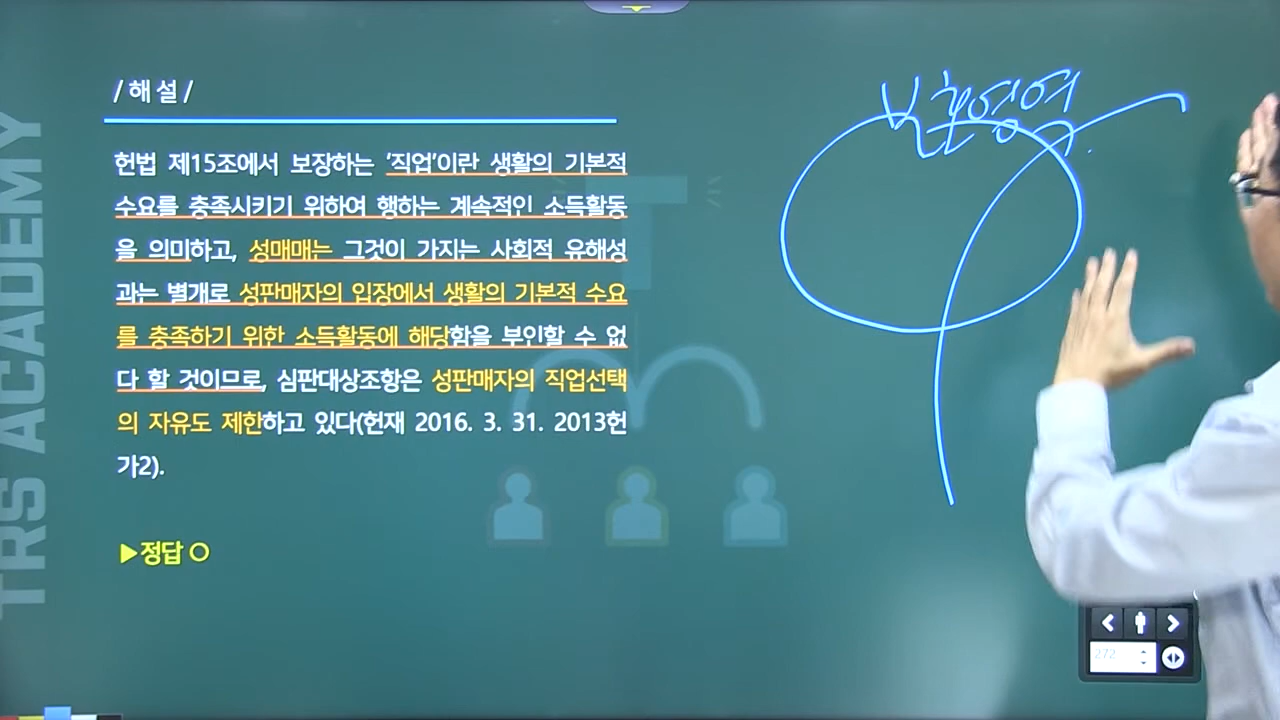 / 해 설 /
헌법 제15조에서 보장하는 '직업'이란 생활의 기본적
수요를 충족시키기 위하여 행하는 계속적인 소득활동
을 의미하고, 성매매는 그것이 가지는 사회적 유해성
과는 별개로 성판매자의 입장에서 생활의 기본적 수요
를 충족하기 위한 소득활동에 해당함을 부인할 수 없
다 할 것이므로, 심판대상조항은 성판매자의 직업선택
의 자유도 제한하고 있다(헌재 2016. 3. 31. 2013헌
가2).
▶정답 O
보호영역
TRS ACADEMY
272